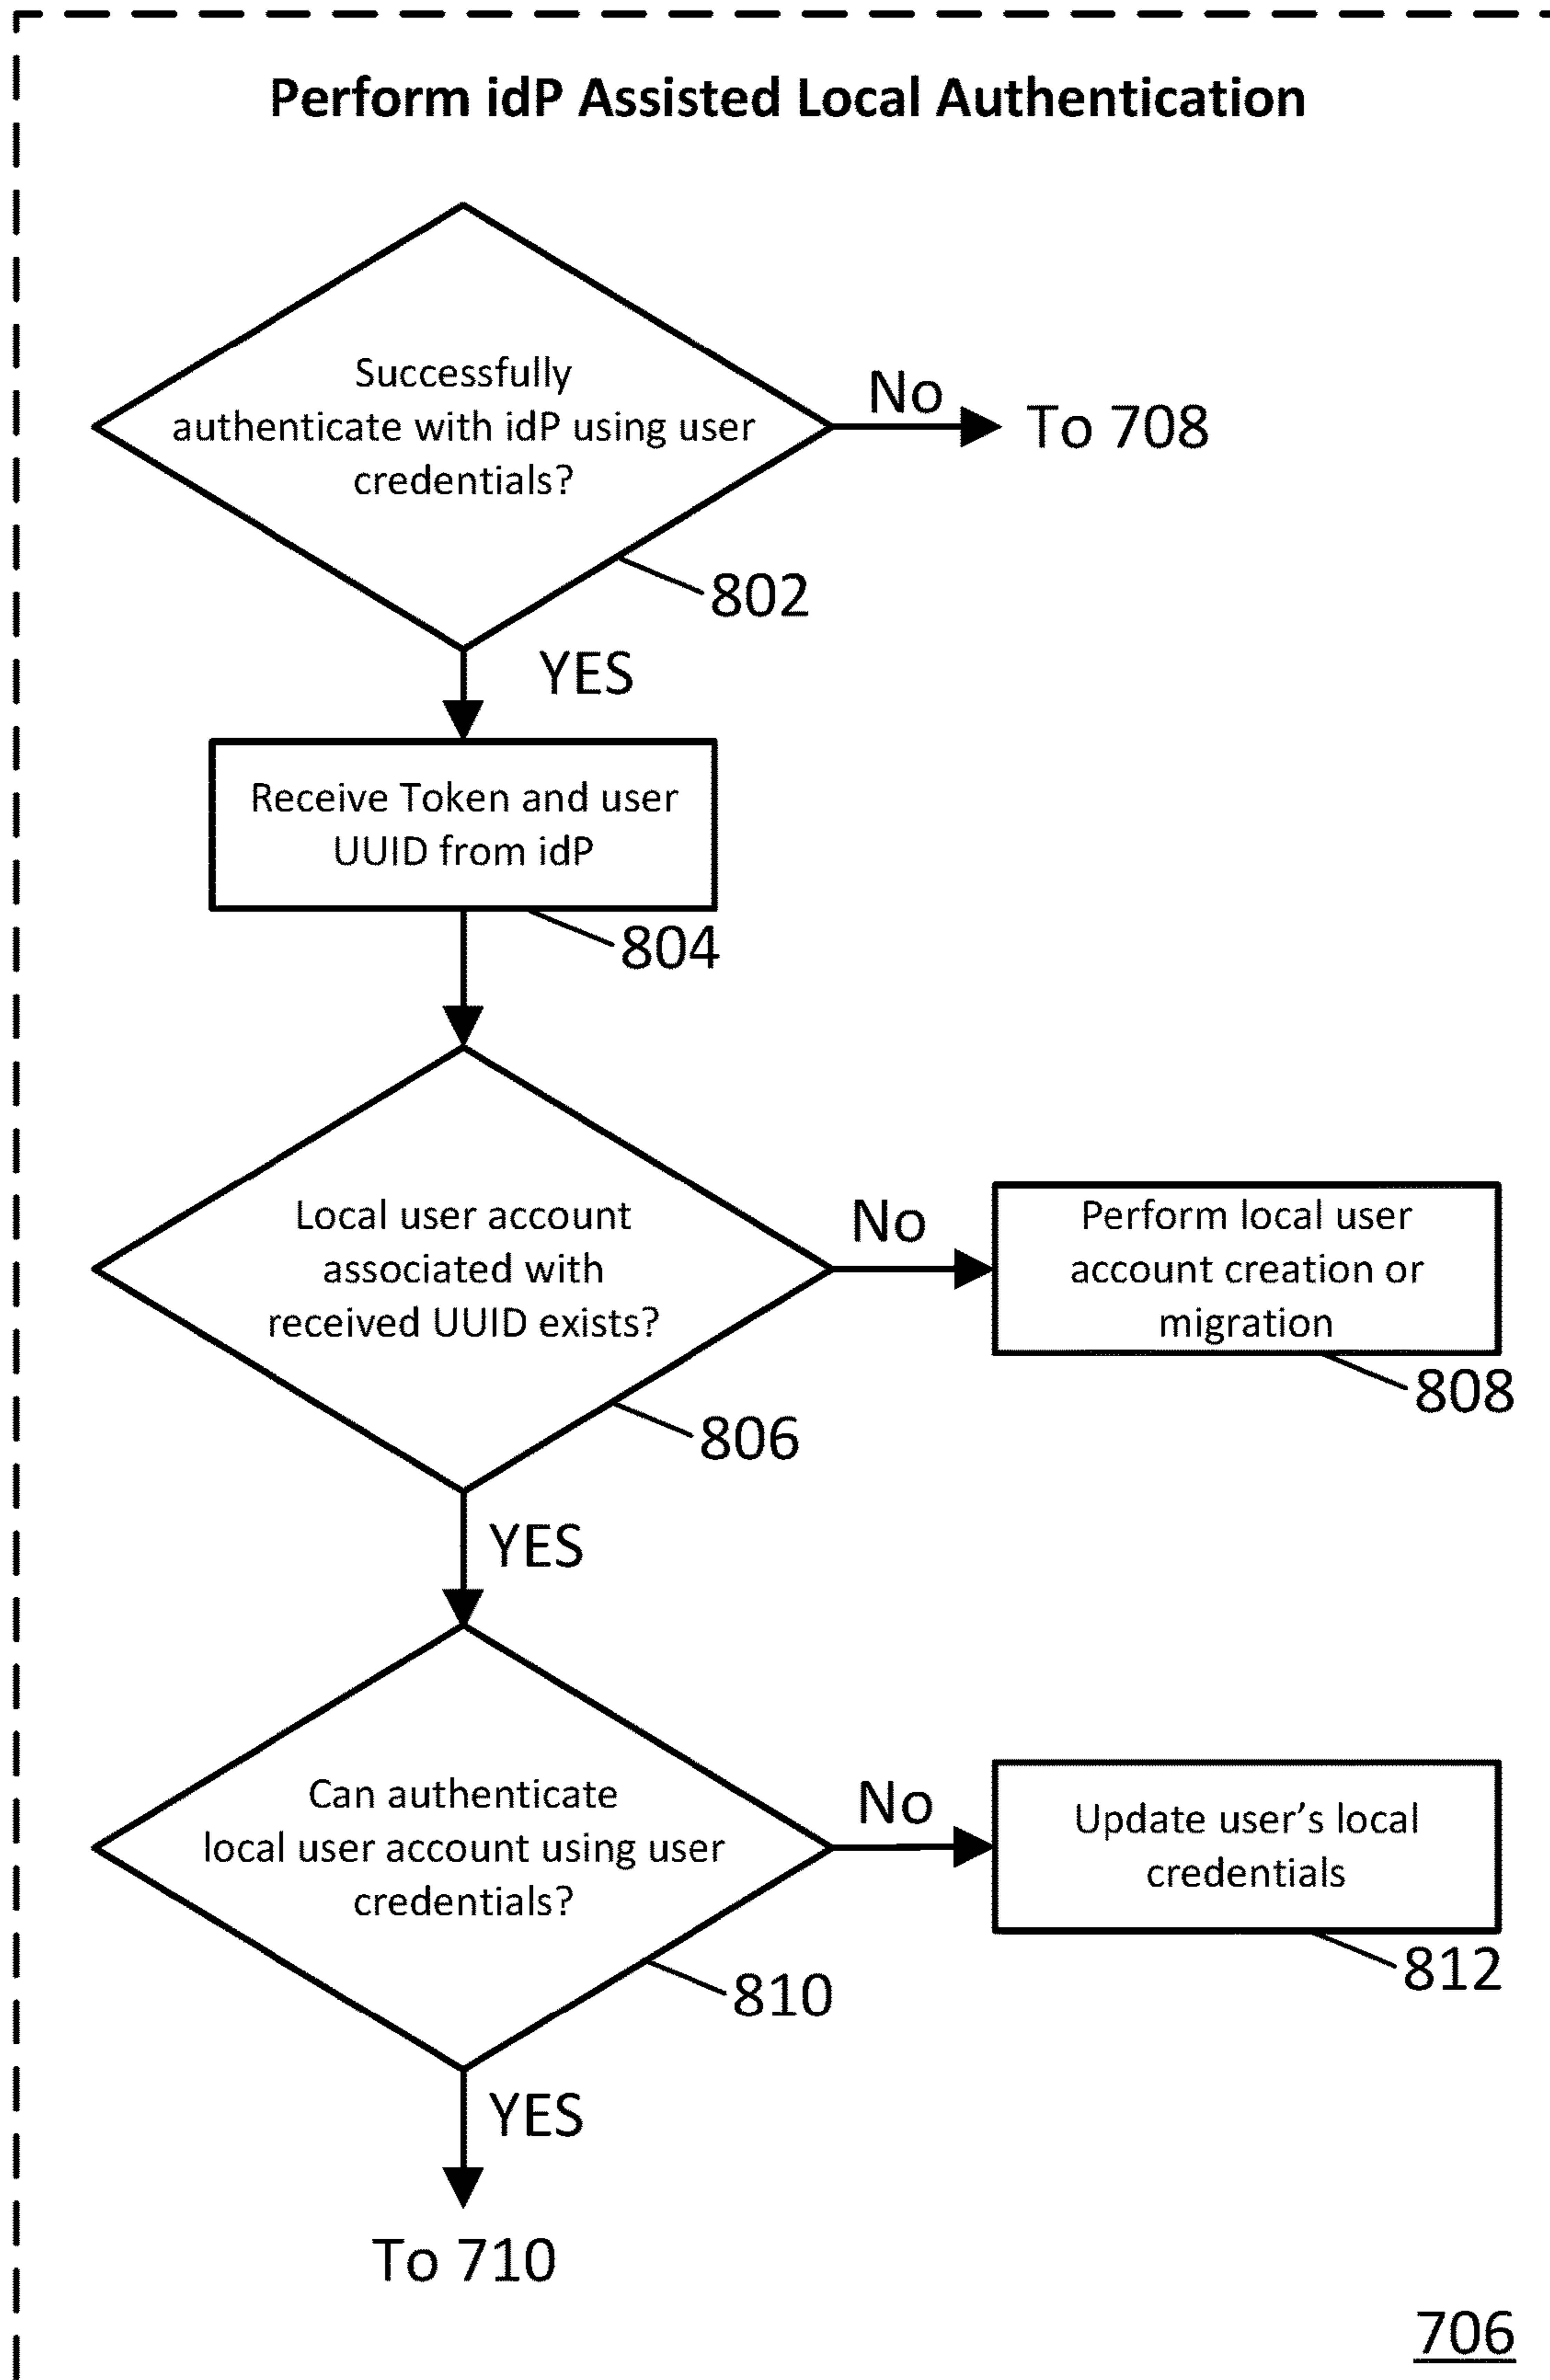 Perform idP Assisted Local Authentication
Successfully
authenticate with idP using user
credentials?
No
To 708
802
YES
Receive Token and user
UUID from idP
804
Local user account
associated with
received UUID exists?
No
Perform local user
account creation or
migration
808
806
YES
Can authenticate
local user account using user
credentials?
No
Update user’s local
credentials
812
810
YES
To 710
706